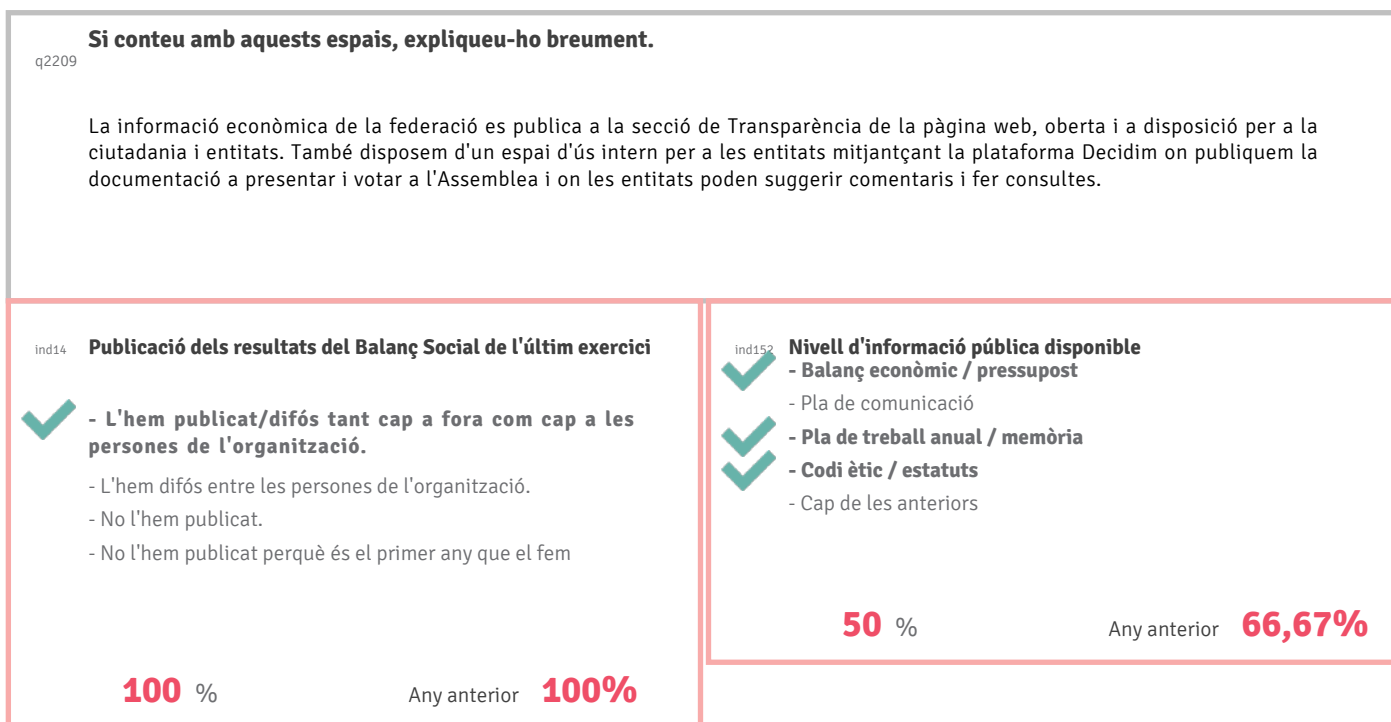 Si conteu amb aquests espais, expliqueu-ho breument.
q2209
La informació econòmica de la federació es publica a la secció de Transparència de la pàgina web, oberta i a disposició per a la
ciutadania i entitats. També disposem d'un espai d'ús intern per a les entitats mitjantçant la plataforma Decidim on publiquem la
documentació a presentar i votar a l'Assemblea i on les entitats poden suggerir comentaris i fer consultes.
ind14 Publicació dels resultats del Balanç Social de l'últim exercici
- L'hem publicat/difós tant cap a fora com cap a les
persones de l'organització.
- L'hem difós entre les persones de l'organització.
- No l'hem publicat.
- No l'hem publicat perquè és el primer any que el fem
100 % Any anterior 100%
ind152 Nivell d'informació pública disponible
- Balanç econòmic / pressupost
- Pla de comunicació
- Pla de treball anual / memòria
- Codi ètic / estatuts
- Cap de les anteriors
50 % Any anterior 66,67%